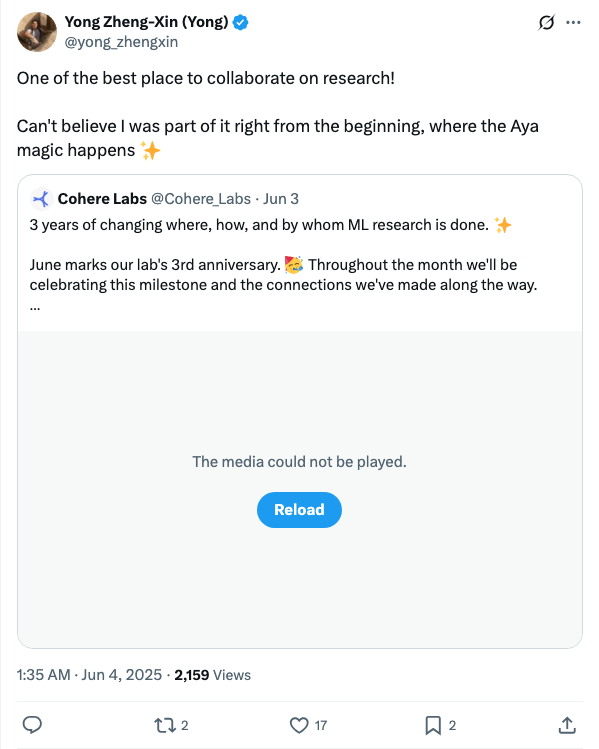 Yong Zheng-Xin (Yong)
@yong_zhengxin
One of the best place to collaborate on research!
Can't believe I was part of it right from the beginning, where the Aya
magic happens ✨
Cohere Labs @Cohere_Labs · Jun 3
3 years of changing where, how, and by whom ML research is done. ✨
June marks our lab's 3rd anniversary. 🥳 Throughout the month we'll be
celebrating this milestone and the connections we've made along the way.
...
The media could not be played.
Reload
1:35 AM · Jun 4, 2025 · 2,159 Views
2 17 2